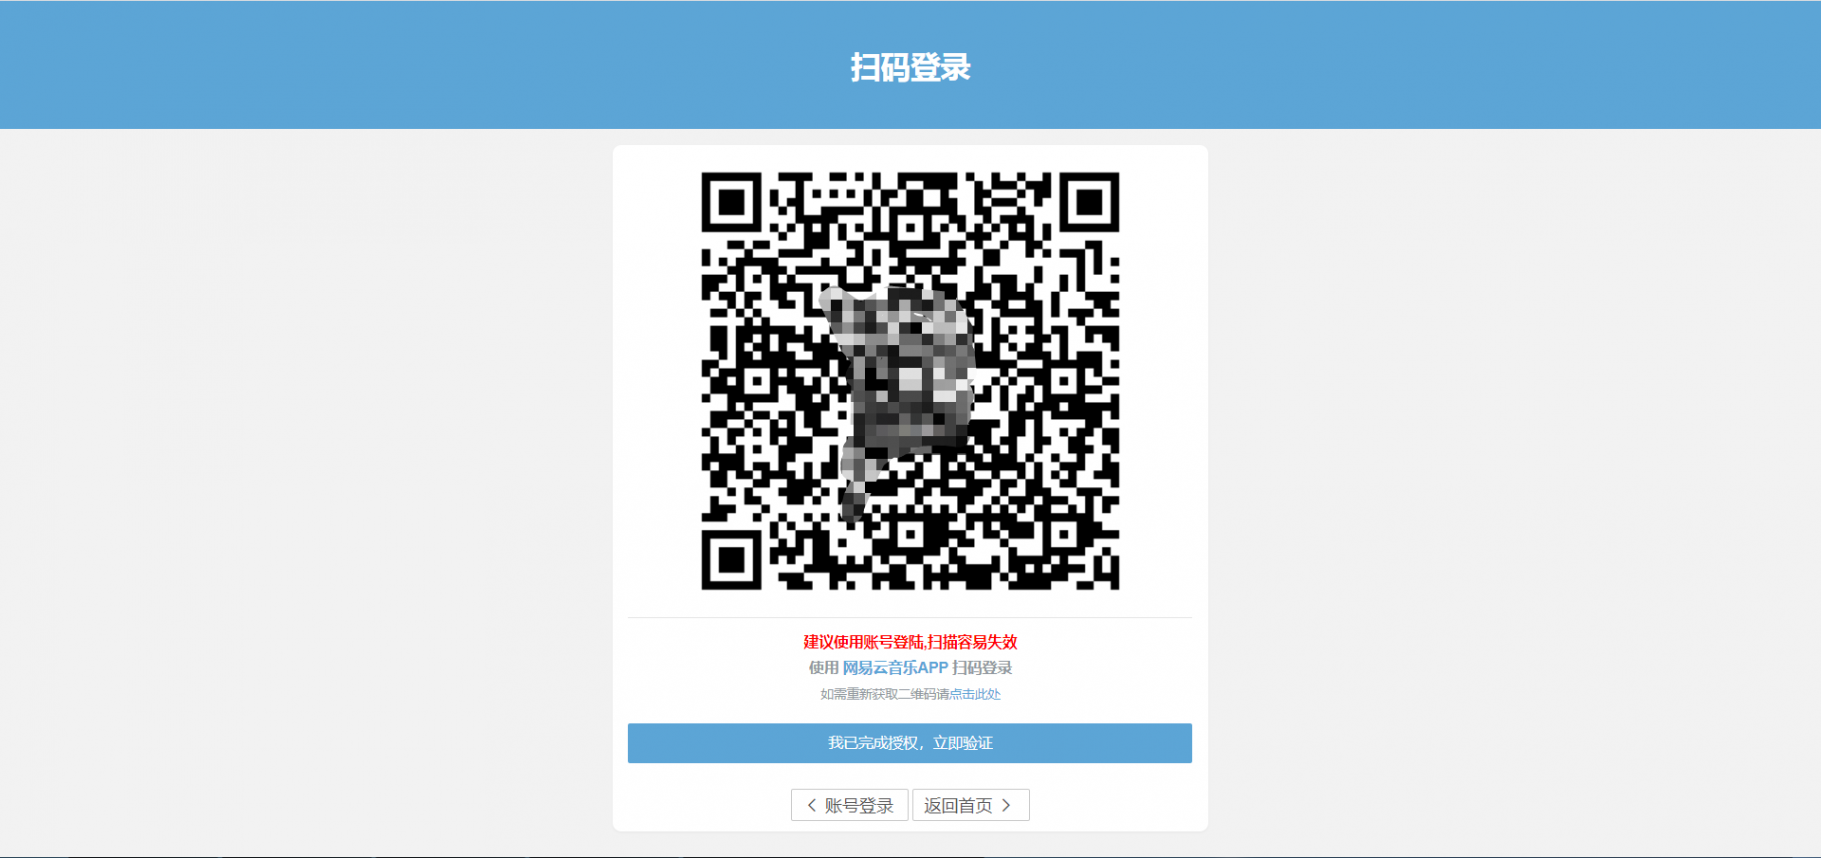 扫码登录
建议使用账号登陆,扫描容易失效
使用 网易云音乐APP 扫码登录
如需重新获取二维码请点击此处
我已完成授权，立即验证
账号登录
返回首页